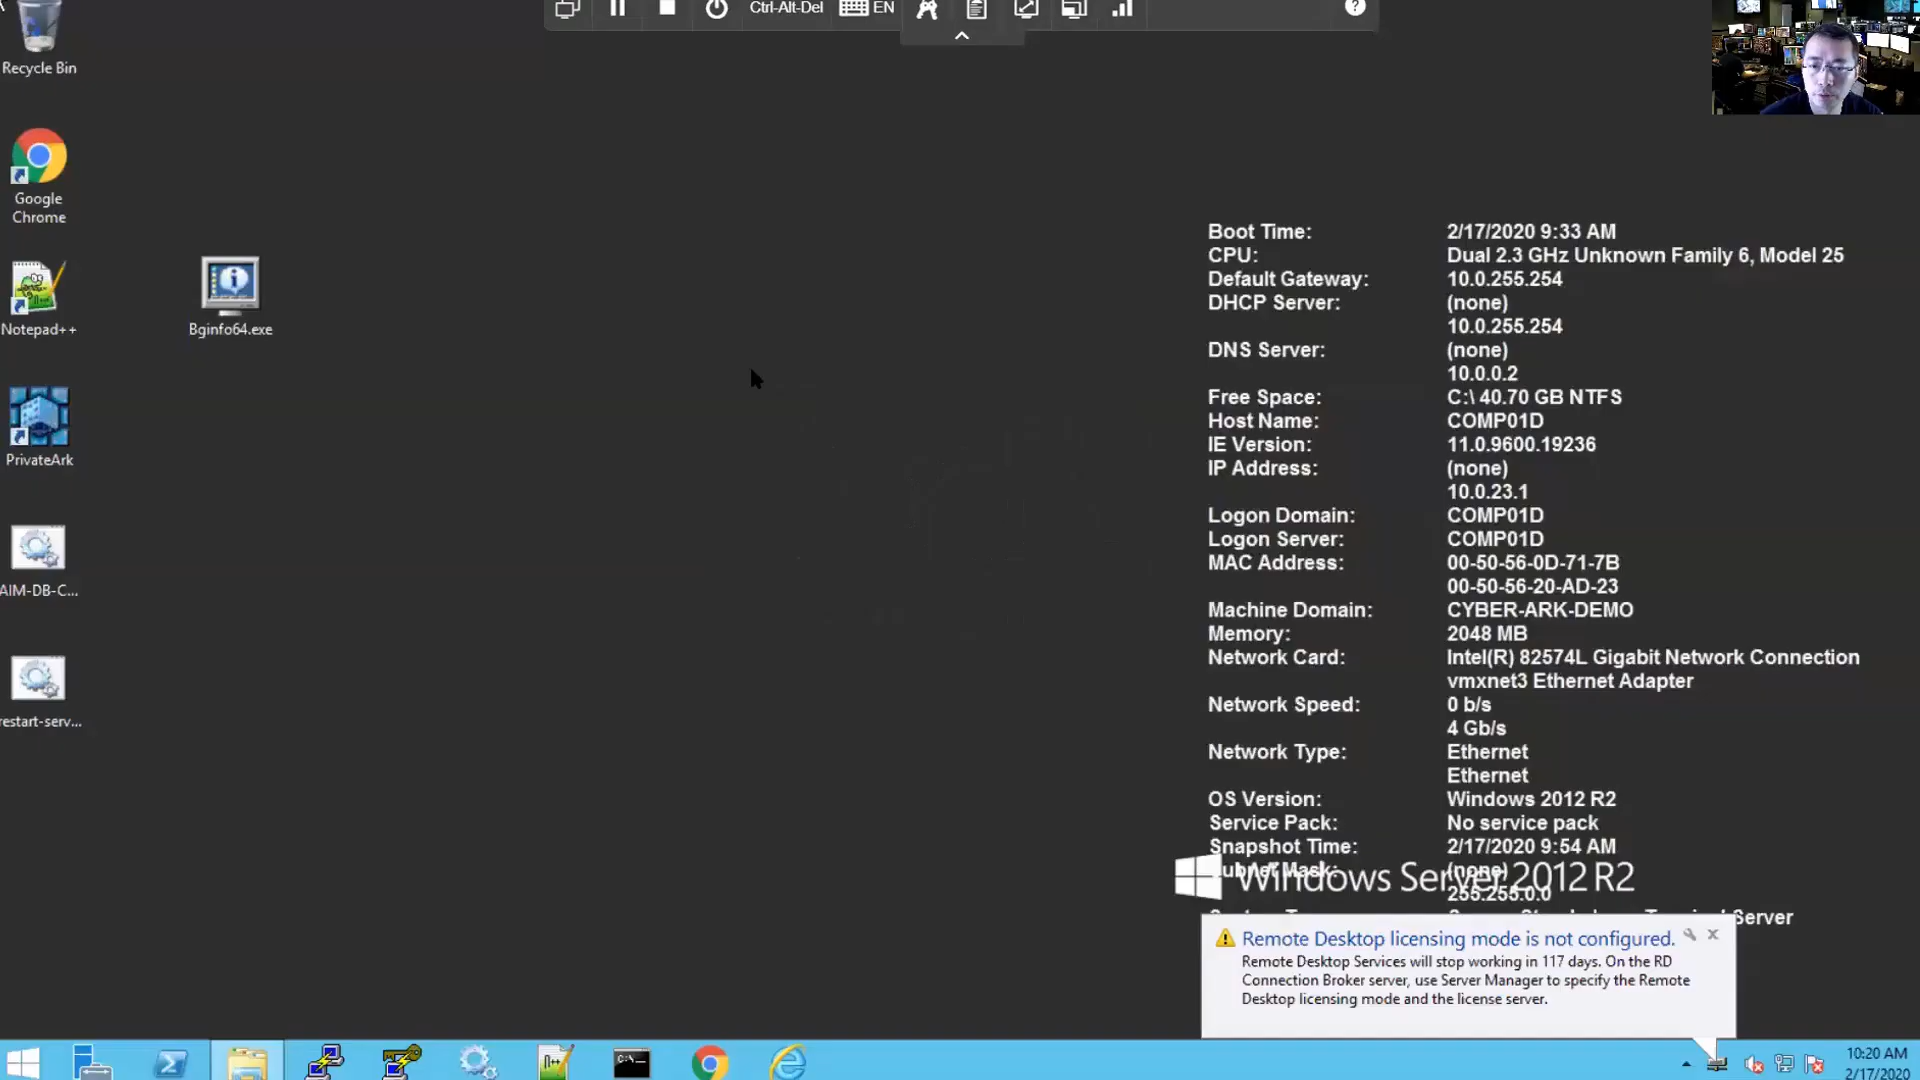 Ctrl-Alt-Del
EN
Recycle Bin
Google
Chrome
Notepad++
Bginfo64.exe
PrivateArk
AIM-DB-C...
restart-serv...
Boot Time: 2/17/2020 9:33 AM
CPU: Dual 2.3 GHz Unknown Family 6, Model 25
Default Gateway: 10.0.255.254
DHCP Server: (none)
10.0.255.254
DNS Server: (none)
10.0.0.2
Free Space: C:\ 40.70 GB NTFS
Host Name: COMP01D
IE Version: 11.0.9600.19236
IP Address: (none)
10.0.23.1
Logon Domain: COMP01D
Logon Server: COMP01D
MAC Address: 00-50-56-0D-71-7B
00-50-56-20-AD-23
Machine Domain: CYBER-ARK-DEMO
Memory: 2048 MB
Network Card: Intel(R) 82574L Gigabit Network Connection
vmxnet3 Ethernet Adapter
Network Speed: 0 b/s
4 Gb/s
Network Type: Ethernet
Ethernet
OS Version: Windows 2012 R2
Service Pack: No service pack
Snapshot Time: 2/17/2020 9:54 AM
Subnet Mask: (none)
Windows Server 2012 R2
255.255.0.0
Server
Remote Desktop licensing mode is not configured.
Remote Desktop Services will stop working in 117 days. On the RD
Connection Broker server, use Server Manager to specify the Remote
Desktop licensing mode and the license server.
10:20 AM
2/17/2020